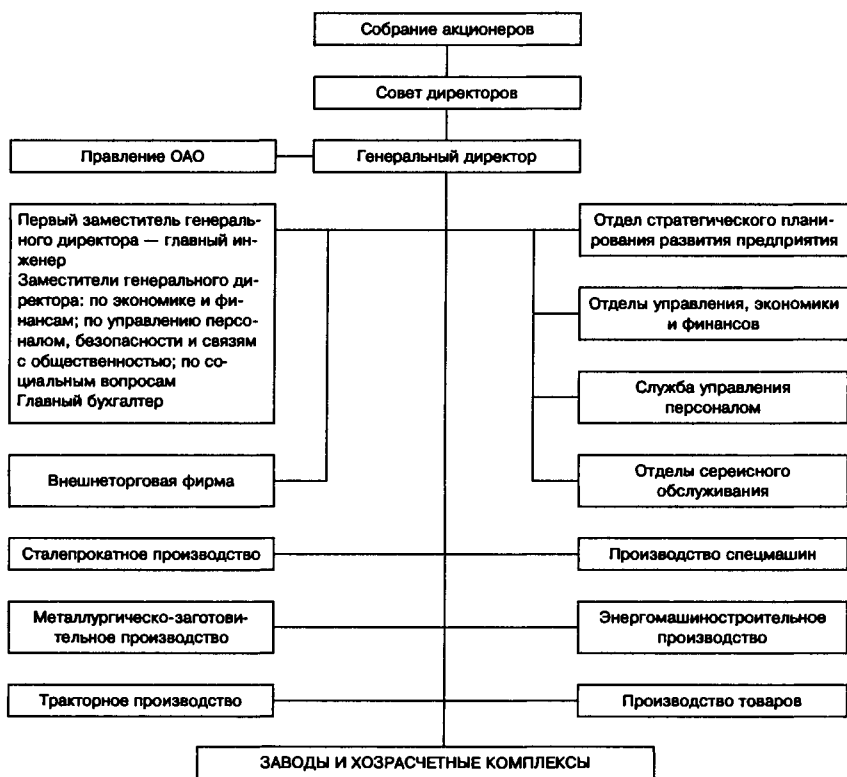 Собрание акционеров
Совет директоров
Правление ОАО
Генеральный директор
Первый заместитель генераль-
ного директора — главный ин-
женер
Заместители генерального ди-
ректора: по экономике и фи-
нансам; по управлению персо-
налом, безопасности и связям
с общественностью; по со-
циальным вопросам
Главный бухгалтер
Отдел стратегического плани-
рования развития предприятия
Отделы управления, экономики
и финансов
Служба управления
персоналом
Внешнеторговая фирма
Отделы сервисного
обслуживания
Сталепрокатное производство
Производство спецмашин
Металлургическо-заготови-
тельное производство
Энергомашиностроительное
производство
Тракторное производство
Производство товаров
ЗАВОДЫ И ХОЗРАСЧЕТНЫЕ КОМПЛЕКСЫ